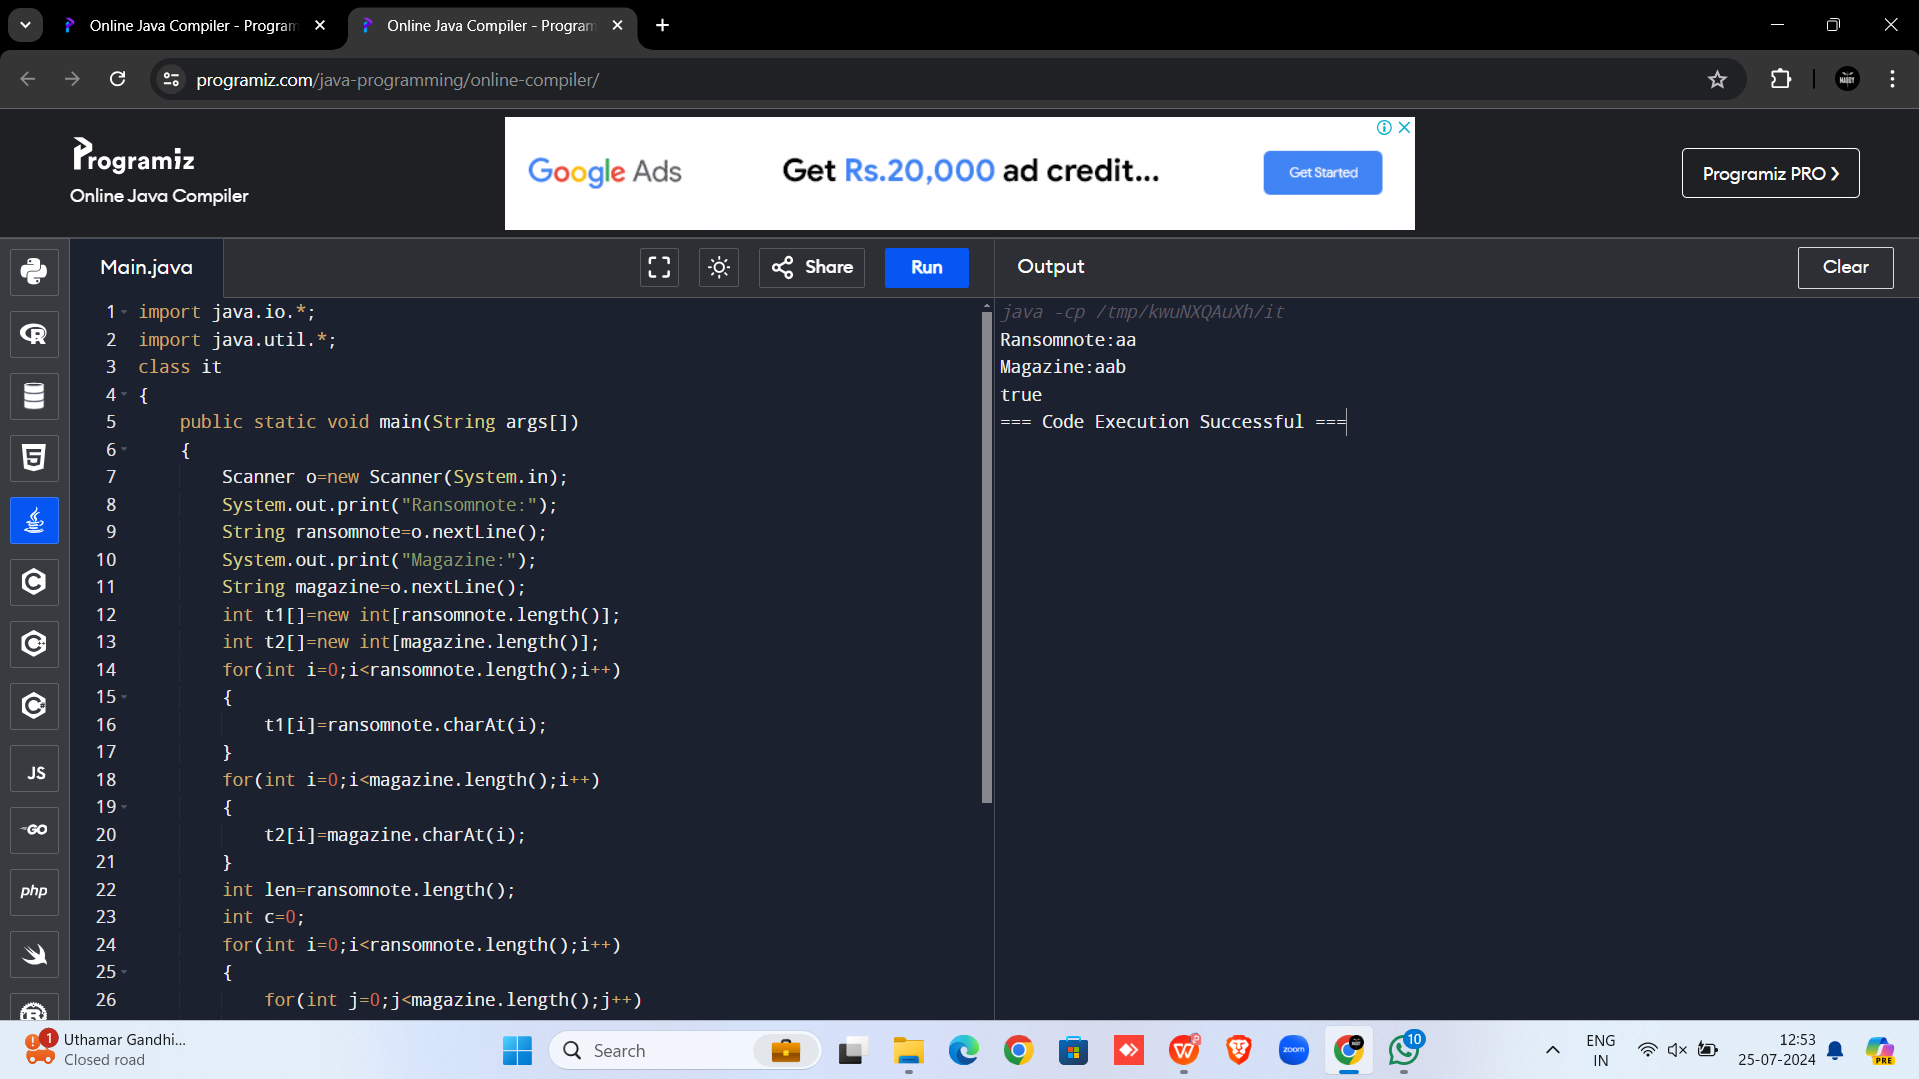 Online Java Compiler - Program
Online Java Compiler - Program
programiz.com/java-programming/online-compiler/
Programiz
Online Java Compiler
Google Ads
Get Rs.20,000 ad credit...
Get Started
Programiz PRO
Main.java
Share
Run
Output
Clear
1 import java.io.*;
2 import java.util.*;
3 class it
4 {
5 public static void main(String args[])
6 {
7 Scanner o=new Scanner(System.in);
8 System.out.print("Ransomnote:");
9 String ransomnote=o.nextLine();
10 System.out.print("Magazine:");
11 String magazine=o.nextLine();
12 int t1[]=new int[ransomnote.length()];
13 int t2[]=new int[magazine.length()];
14 for(int i=0;i<ransomnote.length();i++)
15 {
16 t1[i]=ransomnote.charAt(i);
17 }
18 for(int i=0;i<magazine.length();i++)
19 {
20 t2[i]=magazine.charAt(i);
21 }
22 int len=ransomnote.length();
23 int c=0;
24 for(int i=0;i<ransomnote.length();i++)
25 {
26 for(int j=0;j<magazine.length();j++)
java -cp /tmp/kwuNXQAuXh/it
Ransomnote:aa
Magazine:aab
true
=== Code Execution Successful ===
JS
GO
php
1
Uthamar Gandhi...
Closed road
Search
zoom
10
ENG
IN
12:53
25-07-2024
PRE